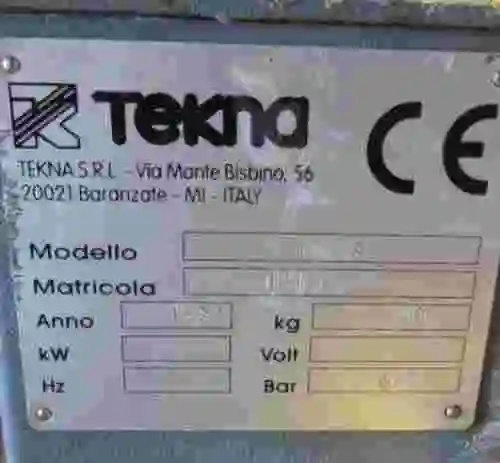 Tekna
CE
TEKNA S.R.L. - Via Monte Bisbino, 56
20021 Baranzate - MI - ITALY
Modello
Matricola
Anno kg
kW Volt
Hz Bar